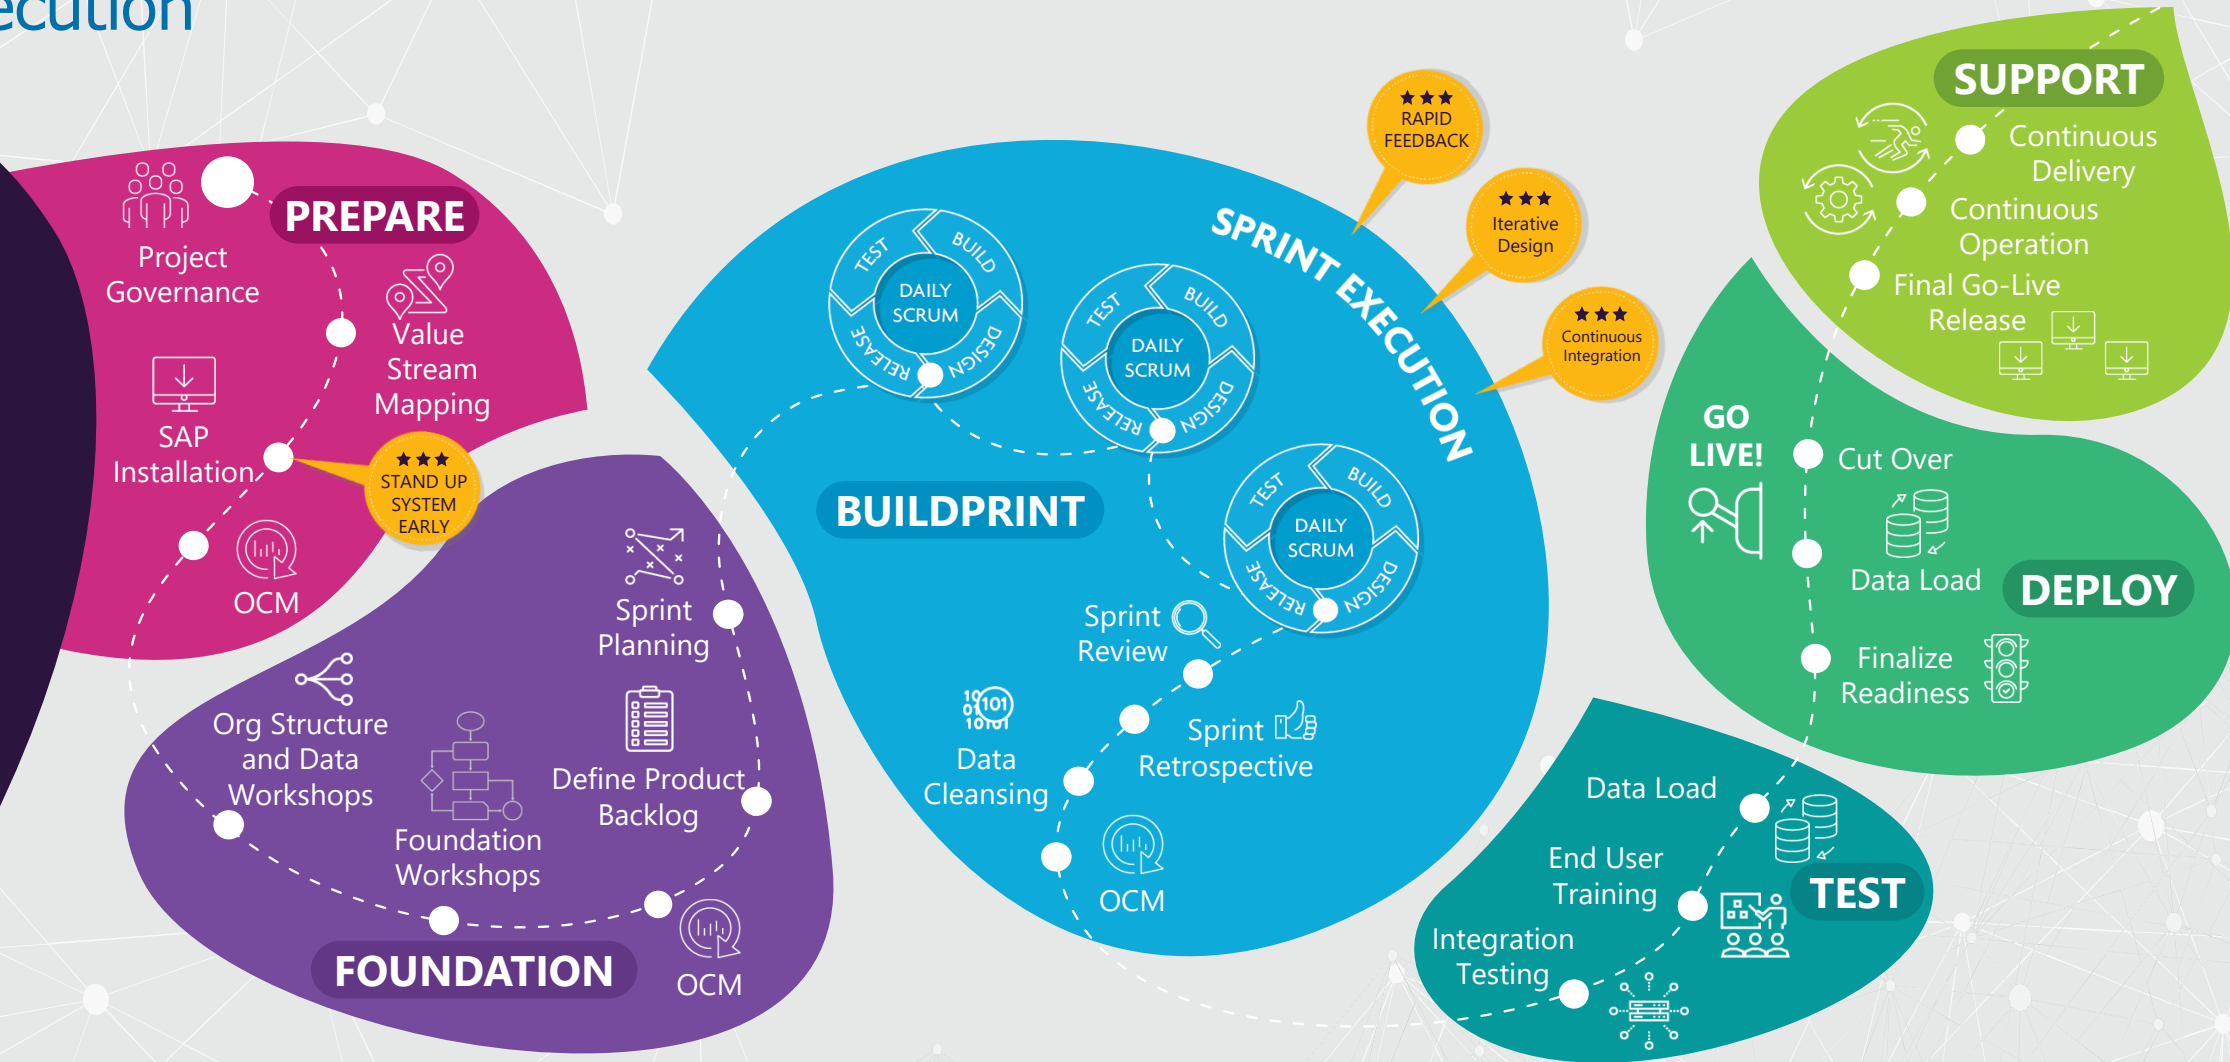 PREPARE
Project
Governance
Value
Stream
Mapping
SAP
Installation
★★★
STAND UP
SYSTEM
EARLY
OCM
FOUNDATION
Org Structure
and Data
Workshops
Foundation
Workshops
OCM
Define Product
Backlog
Sprint
Planning
BUILDPRINT
SPRINT EXECUTION
TEST
BUILD
DESIGN
RELEASE
DAILY
SCRUM
TEST
BUILD
DESIGN
RELEASE
DAILY
SCRUM
TEST
BUILD
DESIGN
RELEASE
DAILY
SCRUM
★★★
RAPID
FEEDBACK
★★★
Iterative
Design
★★★
Continuous
Integration
Sprint
Review
Sprint
Retrospective
10
01
101
10101
Data
Cleansing
OCM
TEST
Integration
Testing
End User
Training
Data Load
DEPLOY
Finalize
Readiness
Data Load
Cut Over
GO
LIVE!
SUPPORT
Final Go-Live
Release
Continuous
Operation
Continuous
Delivery